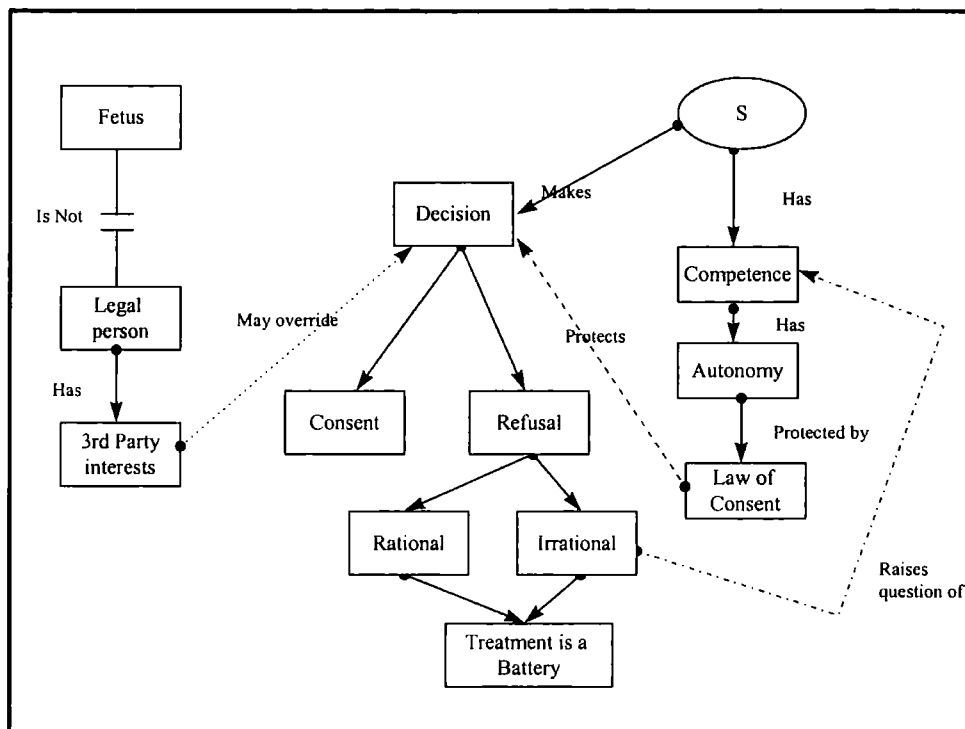 Fetus
S
Makes
Is Not
Decision
Has
Competence
Legal
person
May override
Protects
Has
Autonomy
Has
3rd Party
interests
Consent
Refusal
Protected by
Law of
Consent
Rational
Irrational
Raises
question of
Treatment is a
Battery